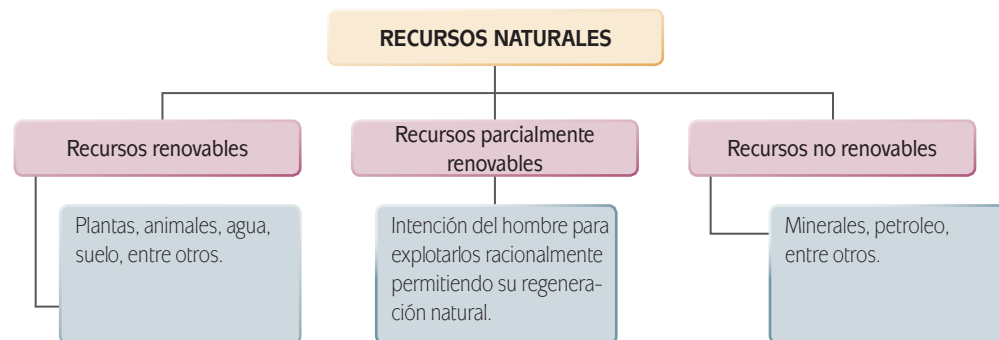 RECURSOS NATURALES
Recursos renovables
Recursos parcialmente
renovables
Recursos no renovables
Plantas, animales, agua,
suelo, entre otros.
Intención del hombre para
explotarlos racionalmente
permitiendo su regenera-
ción natural.
Minerales, petroleo,
entre otros.